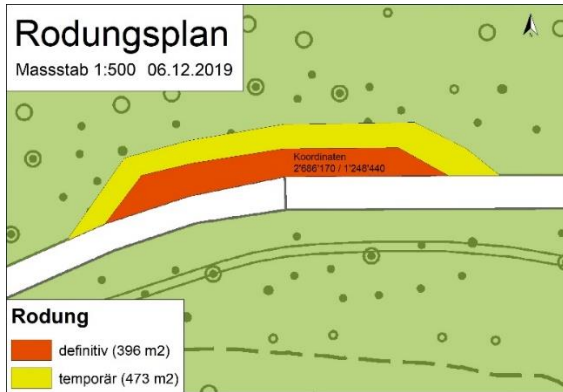 Rodungsplan
Massstab 1:500 06.12.2019
Koordinaten
2'686'170 / 1'248'440
Rodung
definitiv (396 m2)
temporär (473 m2)